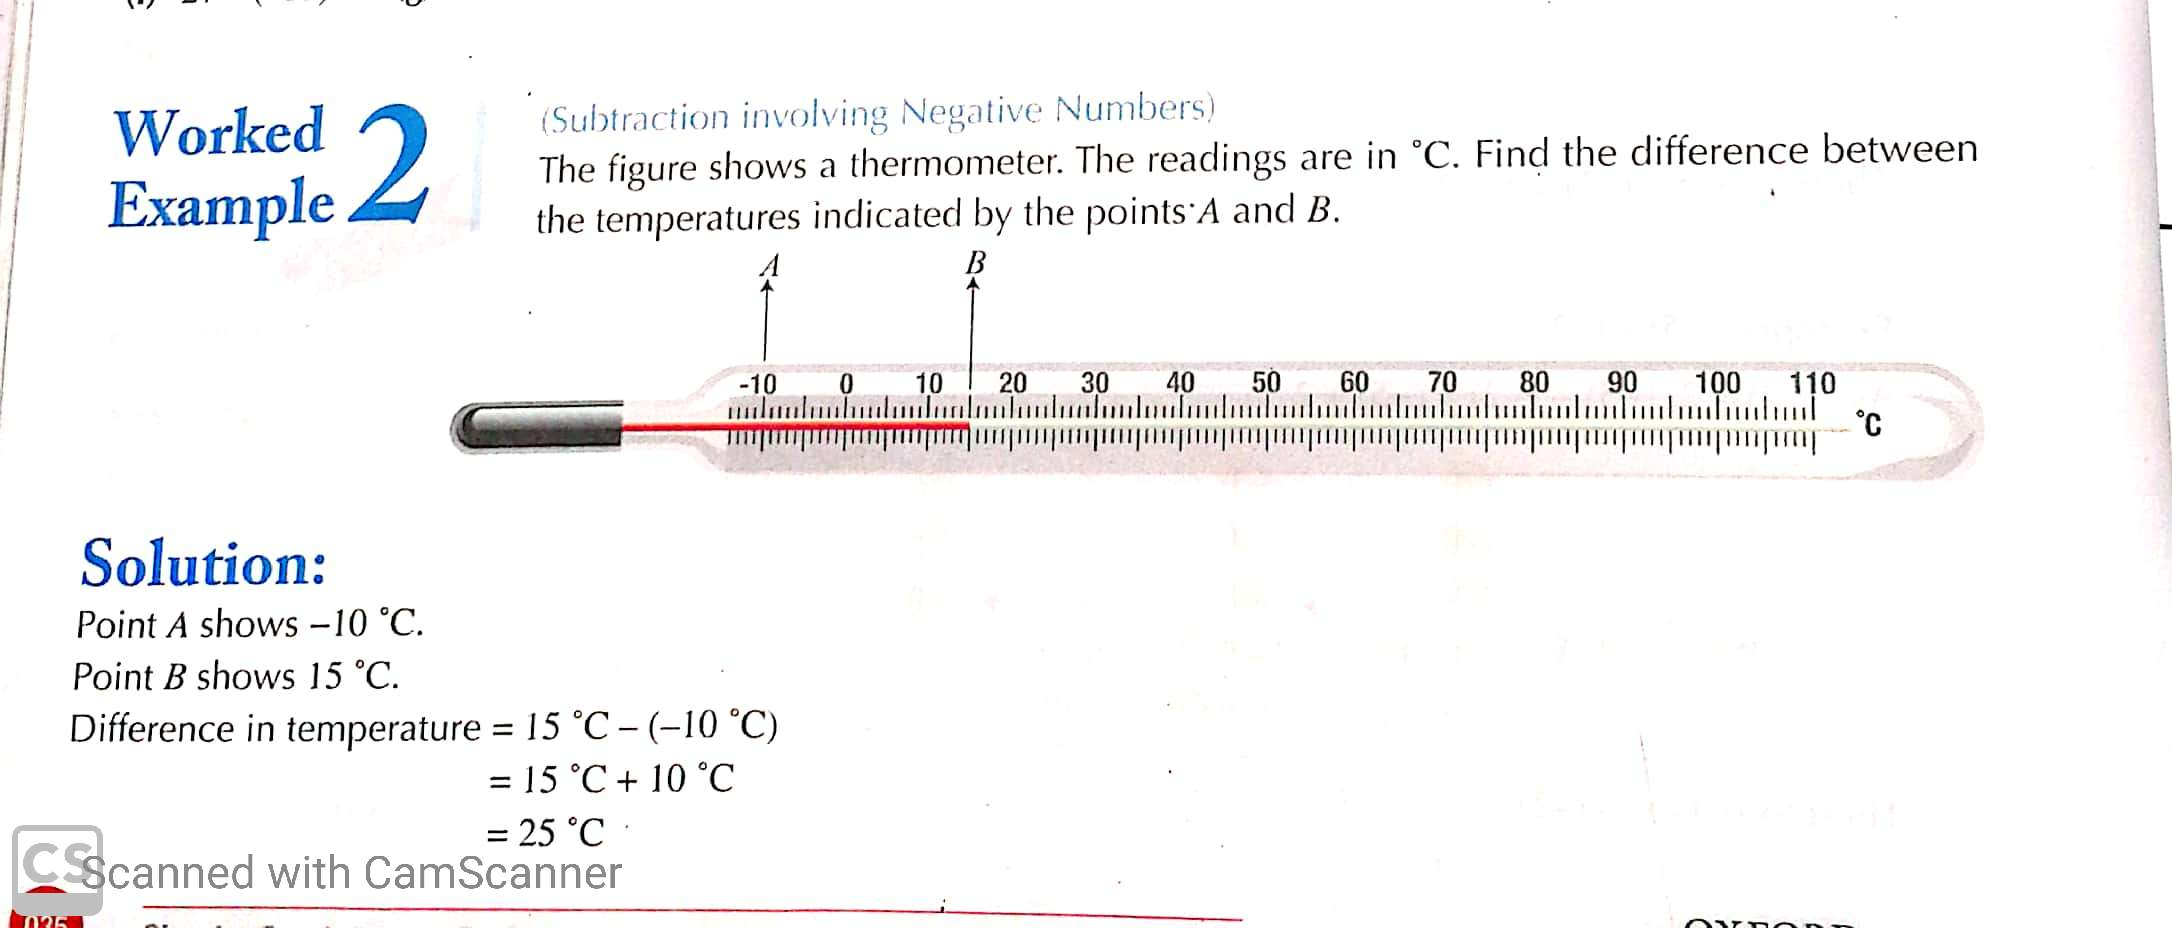 Worked
Example 2
(Subtraction involving Negative Numbers)
The figure shows a thermometer. The readings are in °C. Find the difference between
the temperatures indicated by the points A and B.
A B
-10 0 10 20 30 40 50 60 70 80 90 100 110
°C
Solution:
Point A shows –10 °C.
Point B shows 15 °C.
Difference in temperature = 15 °C – (–10 °C)
= 15 °C + 10 °C
= 25 °C
CS Scanned with CamScanner